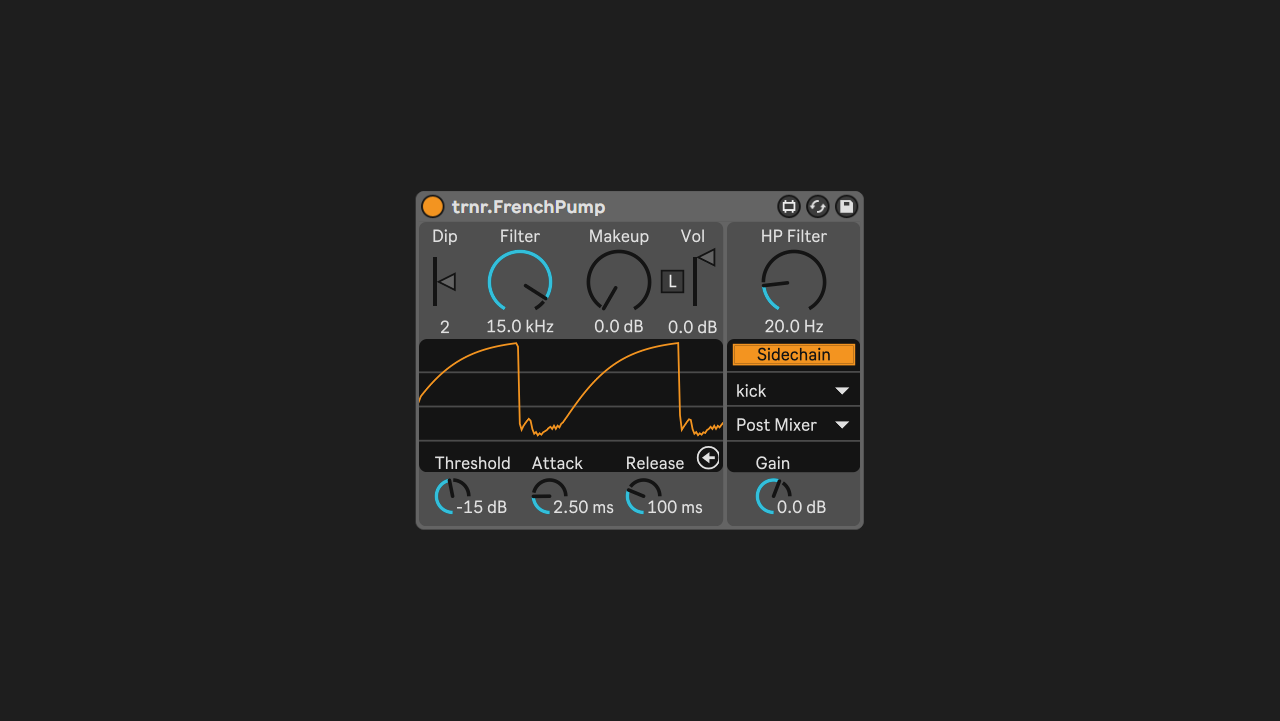 trnr.FrenchPump
Dip Filter Makeup Vol HP Filter
L
2 15.0 kHz 0.0 dB 0.0 dB 20.0 Hz
Sidechain
kick
Post Mixer
Threshold Attack Release Gain
-15 dB 2.50 ms 100 ms 0.0 dB